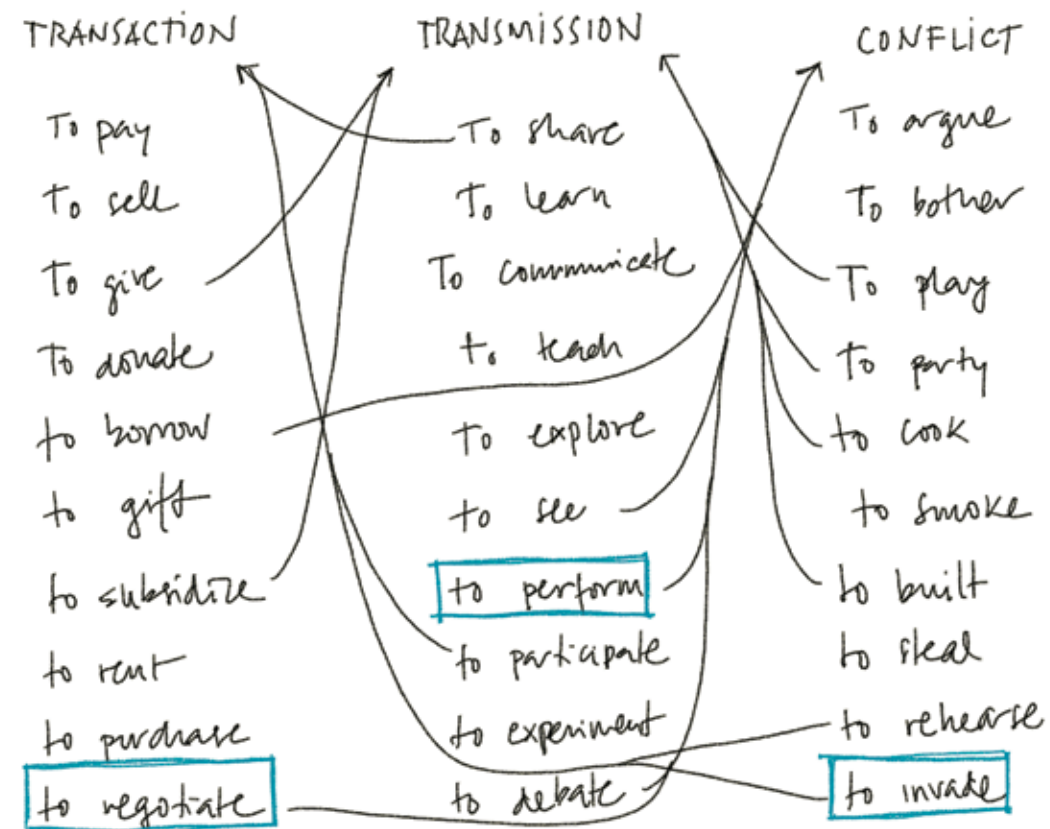 TRANSACTION
To pay
To sell
To give
To donate
to borrow
to gift
to subsidize
to rent
to purchase
to negotiate
TRANSMISSION
To share
To learn
To communicate
to teach
to explore
to see
to perform
to participate
to experiment
to debate
CONFLICT
To argue
To bother
To play
to party
to cook
to smoke
to built
to steal
to rehearse
to invade